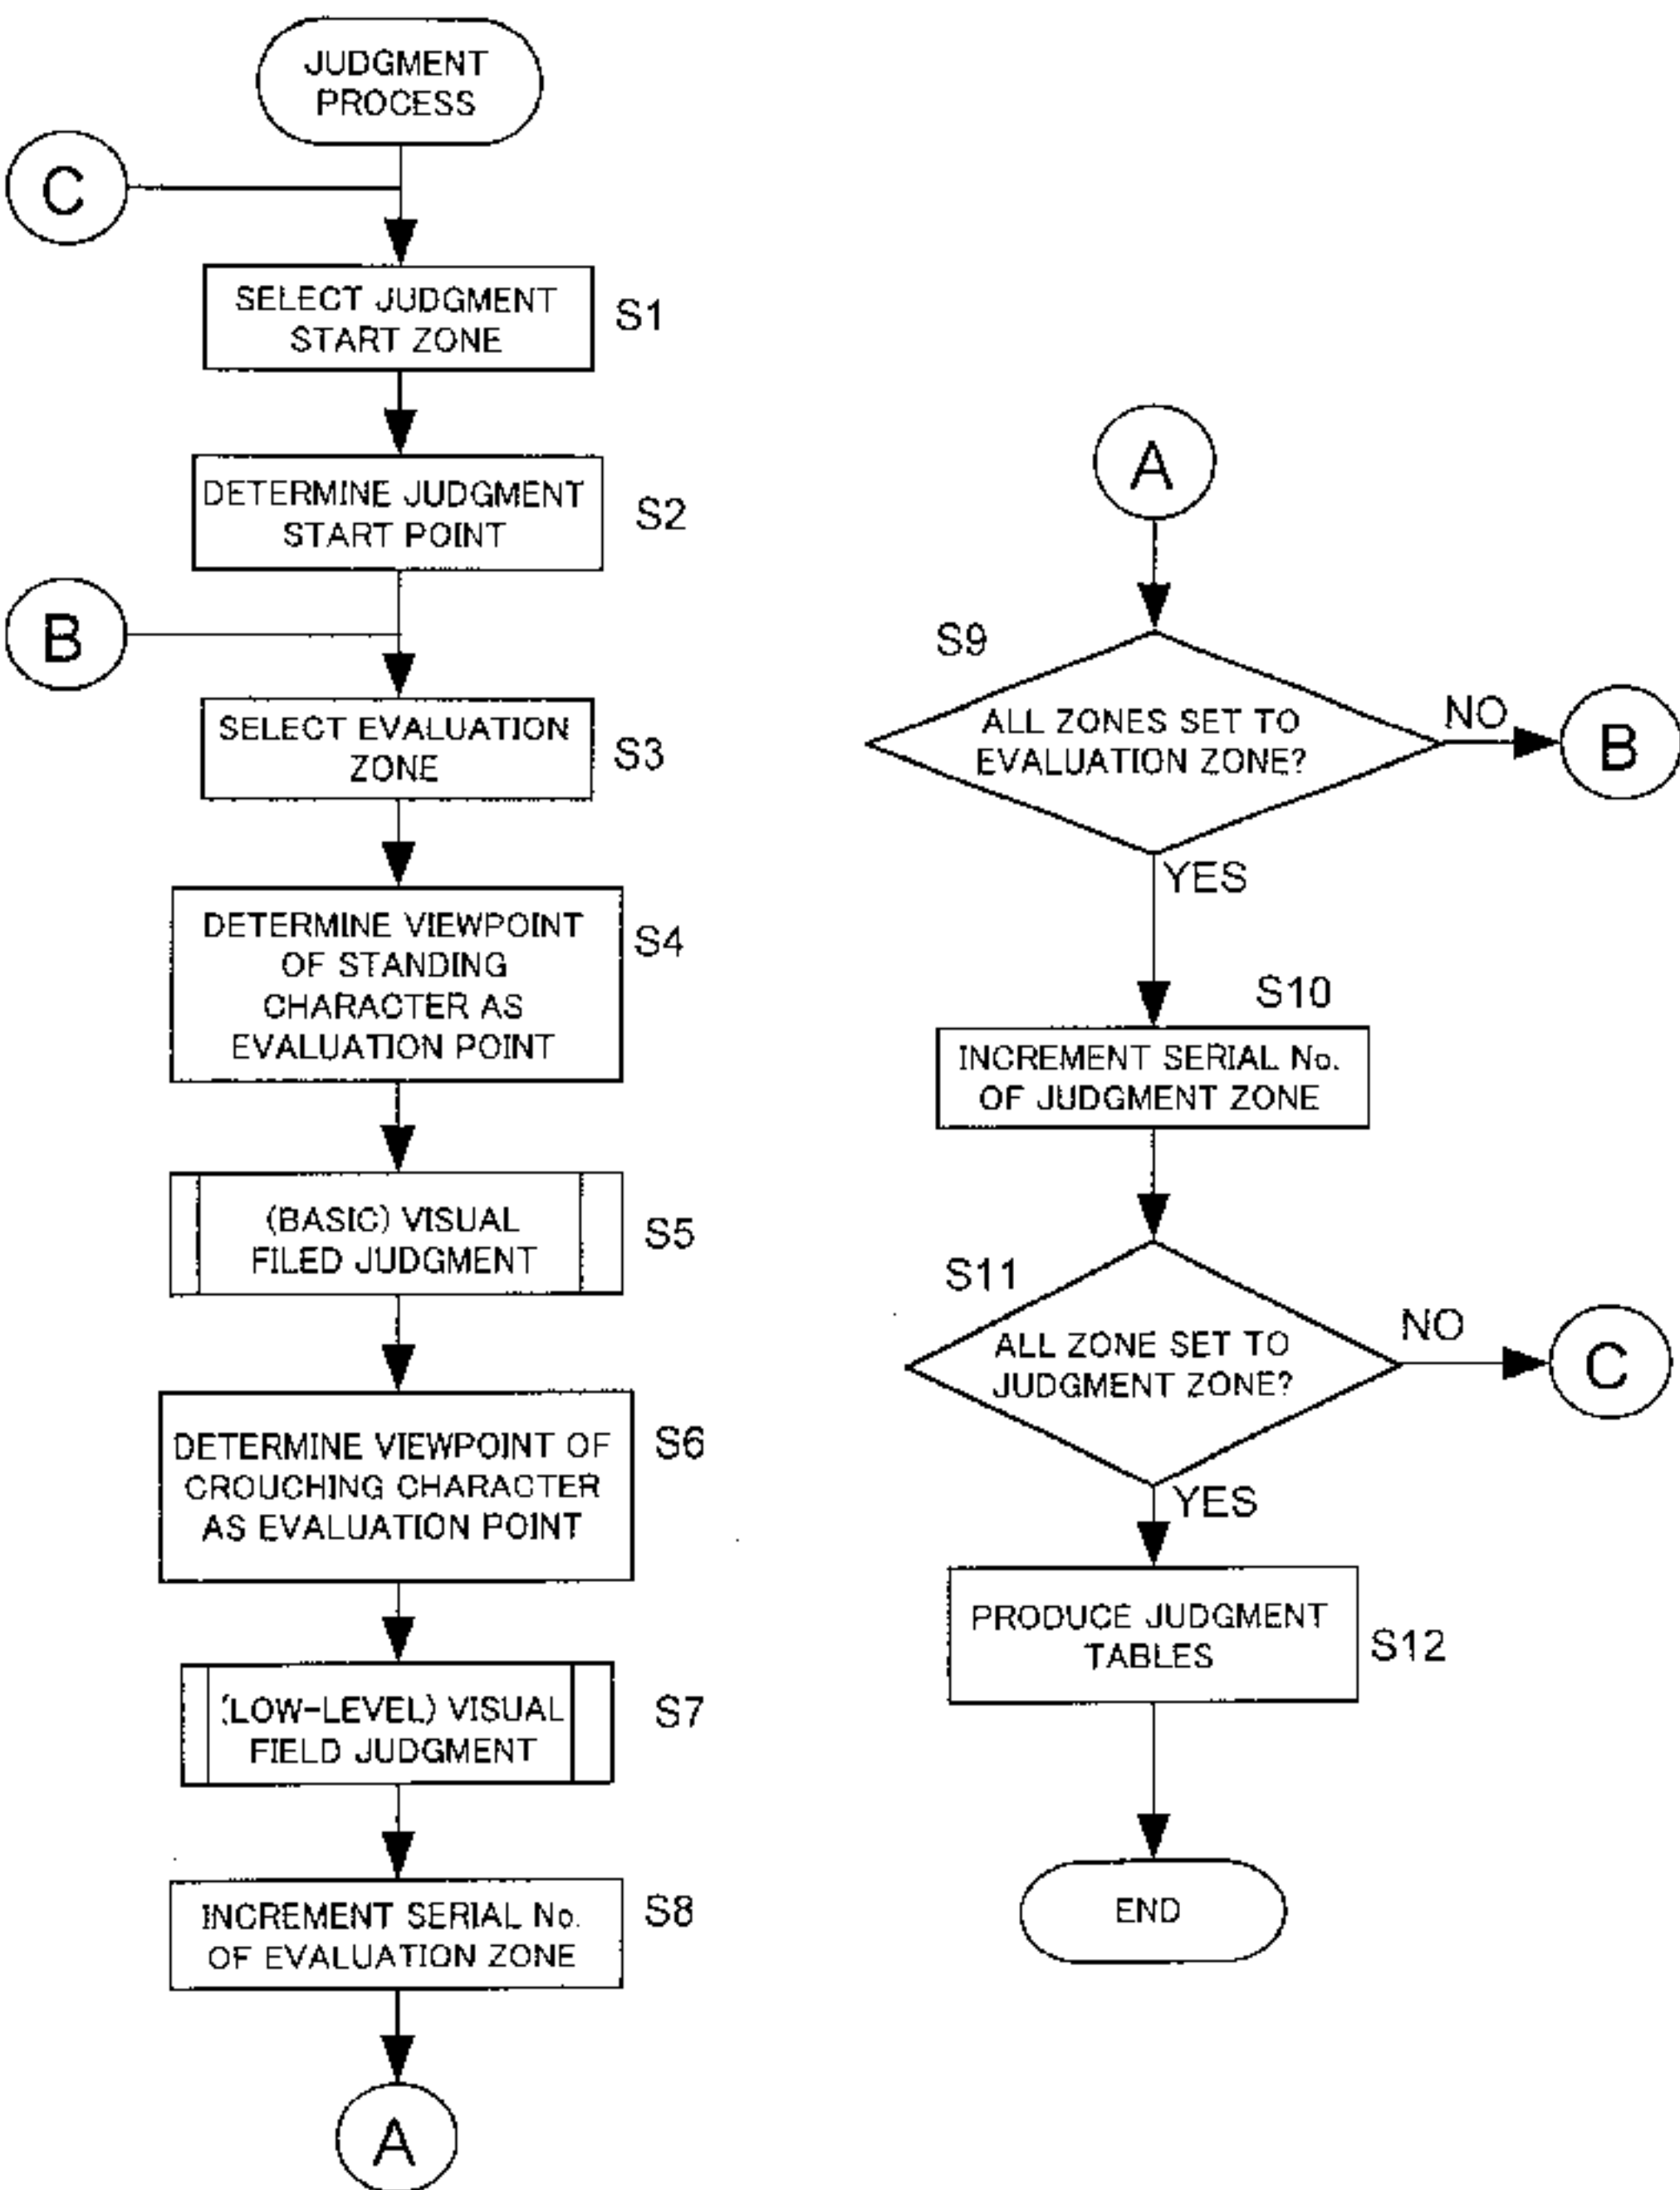 JUDGMENT
PROCESS
C
SELECT JUDGMENT
START ZONE
S1
DETERMINE JUDGMENT
START POINT
S2
B
SELECT EVALUATION
ZONE
S3
DETERMINE VIEWPOINT
OF STANDING
CHARACTER AS
EVALUATION POINT
S4
(BASIC) VISUAL
FILED JUDGMENT
S5
DETERMINE VIEWPOINT OF
CROUCHING CHARACTER
AS EVALUATION POINT
S6
(LOW-LEVEL) VISUAL
FIELD JUDGMENT
S7
INCREMENT SERIAL No.
OF EVALUATION ZONE
S8
A
A
S9
ALL ZONES SET TO
EVALUATION ZONE?
NO
B
YES
S10
INCREMENT SERIAL No.
OF JUDGMENT ZONE
S11
ALL ZONE SET TO
JUDGMENT ZONE?
NO
C
YES
PRODUCE JUDGMENT
TABLES
S12
END